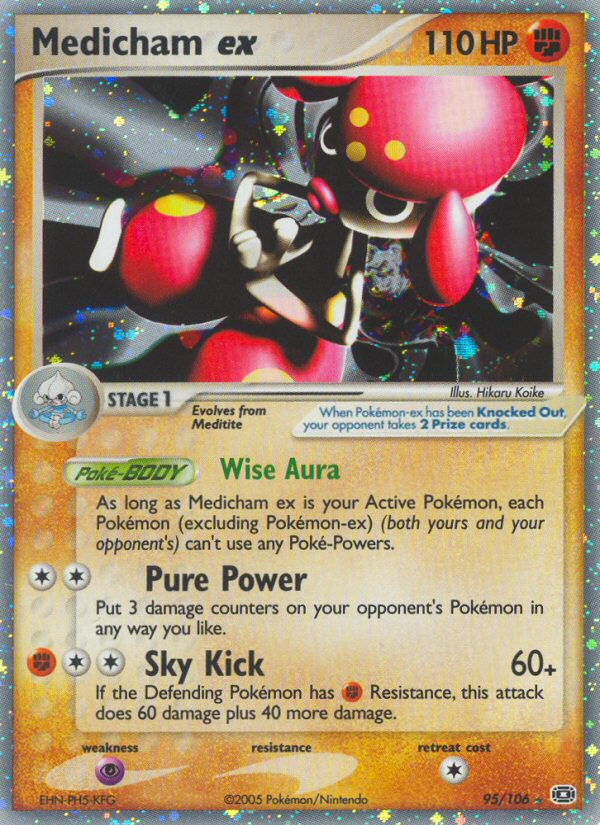 Medicham ex 110 HP
Illus. Hikaru Koike
STAGE 1
Evolves from
Meditite
When Pokémon-ex has been Knocked Out,
your opponent takes 2 Prize cards.
Poké-BODY Wise Aura
As long as Medicham ex is your Active Pokémon, each
Pokémon (excluding Pokémon-ex) (both yours and your
opponent's) can't use any Poké-Powers.
Pure Power
Put 3 damage counters on your opponent's Pokémon in
any way you like.
Sky Kick 60+
If the Defending Pokémon has Resistance, this attack
does 60 damage plus 40 more damage.
weakness resistance retreat cost
EHN-PH5-KFG ©2005 Pokémon/Nintendo 95/106